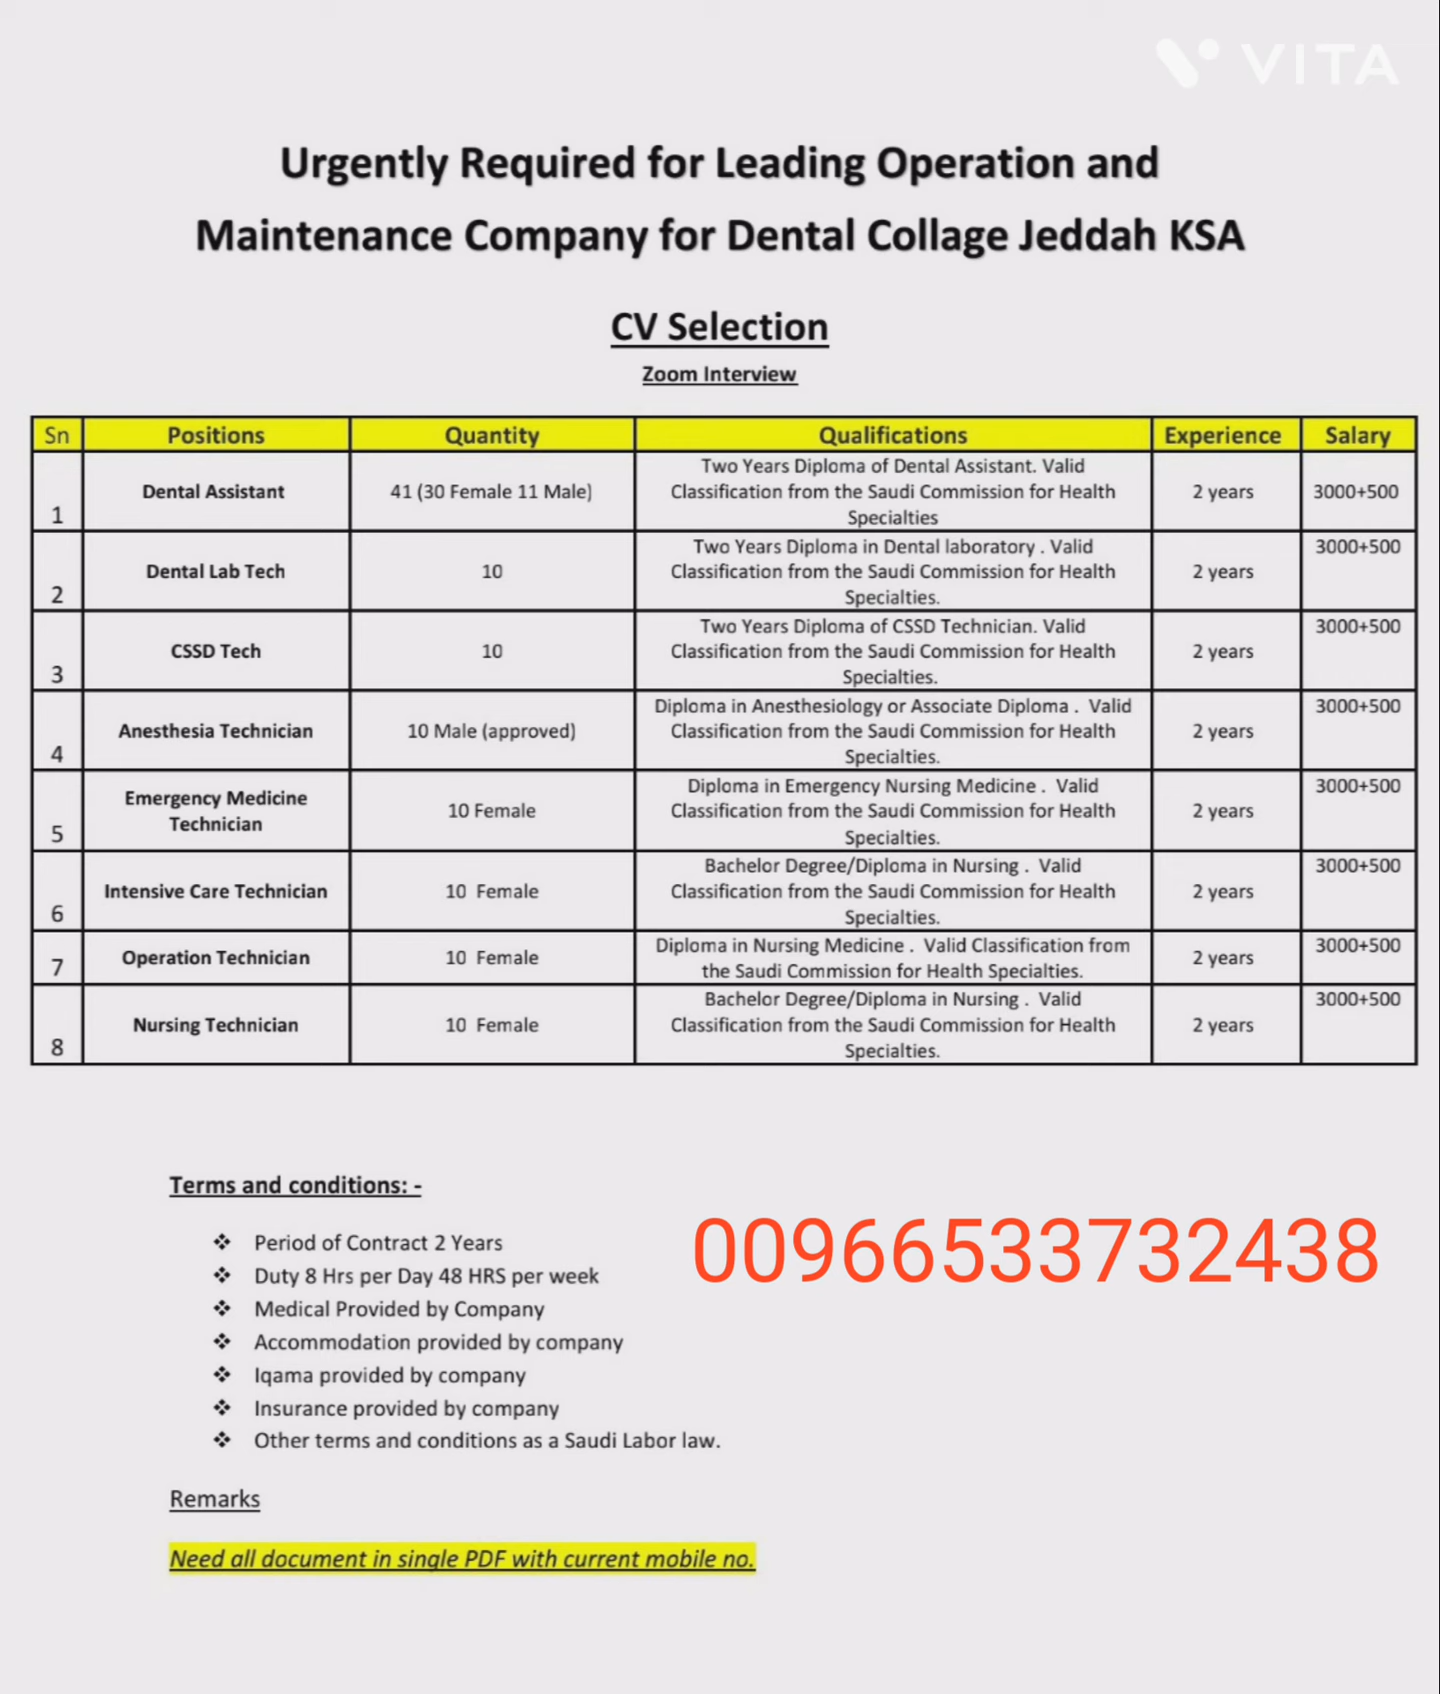 VITA
Urgently Required for Leading Operation and
Maintenance Company for Dental Collage Jeddah KSA
CV Selection
Zoom Interview
Sn Positions Quantity Qualifications Experience Salary
1 Dental Assistant 41 (30 Female 11 Male) Two Years Diploma of Dental Assistant. Valid Classification from the Saudi Commission for Health Specialties 2 years 3000+500
2 Dental Lab Tech 10 Two Years Diploma in Dental laboratory . Valid Classification from the Saudi Commission for Health Specialties. 2 years 3000+500
3 CSSD Tech 10 Two Years Diploma of CSSD Technician. Valid Classification from the Saudi Commission for Health Specialties. 2 years 3000+500
4 Anesthesia Technician 10 Male (approved) Diploma in Anesthesiology or Associate Diploma . Valid Classification from the Saudi Commission for Health Specialties. 2 years 3000+500
5 Emergency Medicine Technician 10 Female Diploma in Emergency Nursing Medicine . Valid Classification from the Saudi Commission for Health Specialties. 2 years 3000+500
6 Intensive Care Technician 10 Female Bachelor Degree/Diploma in Nursing . Valid Classification from the Saudi Commission for Health Specialties. 2 years 3000+500
7 Operation Technician 10 Female Diploma in Nursing Medicine . Valid Classification from the Saudi Commission for Health Specialties. 2 years 3000+500
8 Nursing Technician 10 Female Bachelor Degree/Diploma in Nursing . Valid Classification from the Saudi Commission for Health Specialties. 2 years 3000+500
Terms and conditions: -
❖ Period of Contract 2 Years
00966533732438
❖ Duty 8 Hrs per Day 48 HRS per week
❖ Medical Provided by Company
❖ Accommodation provided by company
❖ Iqama provided by company
❖ Insurance provided by company
❖ Other terms and conditions as a Saudi Labor law.
Remarks
Need all document in single PDF with current mobile no.